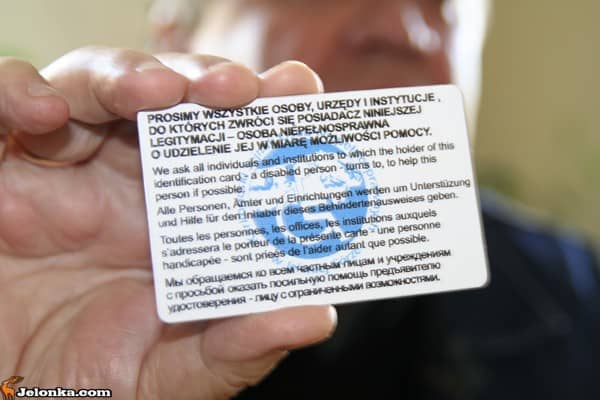 PROSIMY WSZYSTKIE OSOBY, URZĘDY I INSTYTUCJE ,
DO KTÓRYCH ZWRÓCI SIĘ POSIADACZ NINIEJSZEJ
LEGITYMACJI – OSOBA NIEPEŁNOSPRAWNA
O UDZIELENIE JEJ W MIARĘ MOŻLIWOŚCI POMOCY.
We ask all individuals and institutions to which the holder of this
identification card - a disabled person - turns to, to help this
person if possible.
Alle Personen, Ämter und Einrichtungen werden um Unterstüzung
und Hilfe für den Inhaber dieses Behindertenausweises geben.
Toutes les personnes, les offices, les institutions auxquels
s'adressera le porteur de la présente carte - une personne
handicapée - sont priées de l'aider autant que possible.
Мы обращаемся ко всем частным лицам и учреждениям
с просьбой оказать посильную помощь предъявителю
удостоверения - лицу с ограниченными возможностями.
Jelonka.com